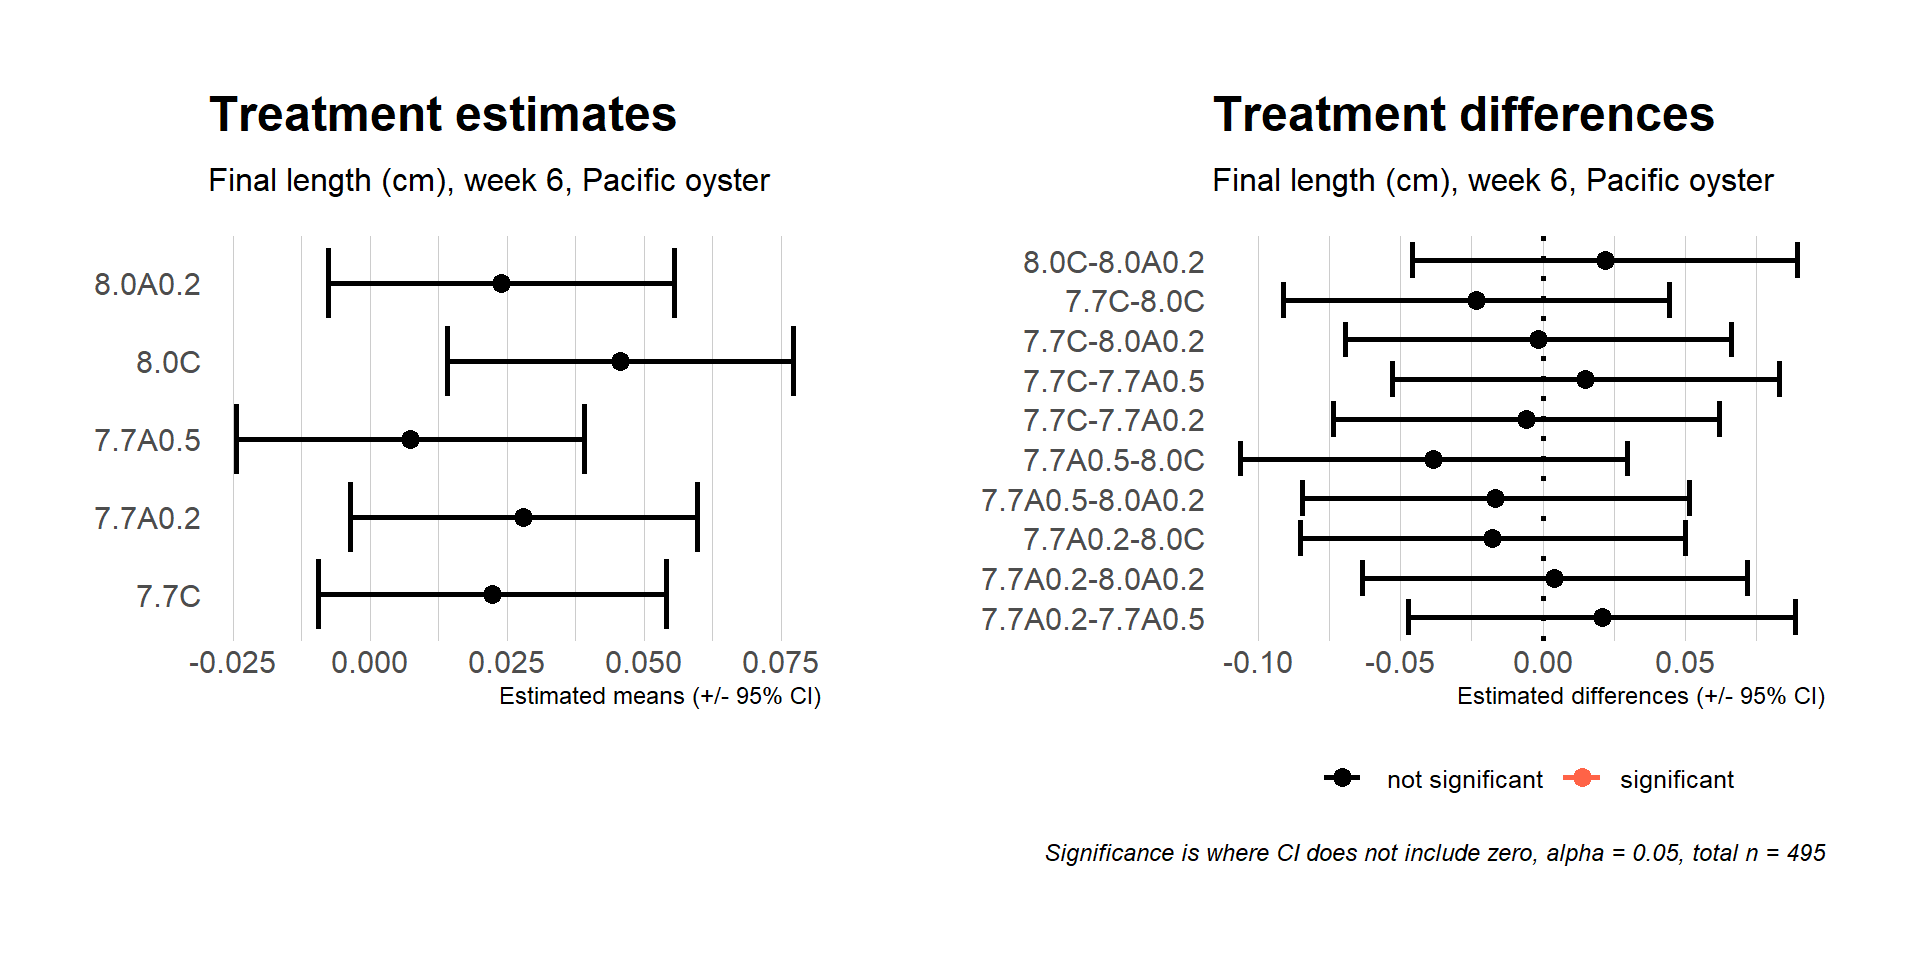 Treatment estimates
Final length (cm), week 6, Pacific oyster
8.0A0.2
8.0C
7.7A0.5
7.7A0.2
7.7C
-0.025 0.000 0.025 0.050 0.075
Estimated means (+/- 95% CI)
Treatment differences
Final length (cm), week 6, Pacific oyster
8.0C-8.0A0.2
7.7C-8.0C
7.7C-8.0A0.2
7.7C-7.7A0.5
7.7C-7.7A0.2
7.7A0.5-8.0C
7.7A0.5-8.0A0.2
7.7A0.2-8.0C
7.7A0.2-8.0A0.2
7.7A0.2-7.7A0.5
-0.10 -0.05 0.00 0.05
Estimated differences (+/- 95% CI)
not significant significant
Significance is where CI does not include zero, alpha = 0.05, total n = 495